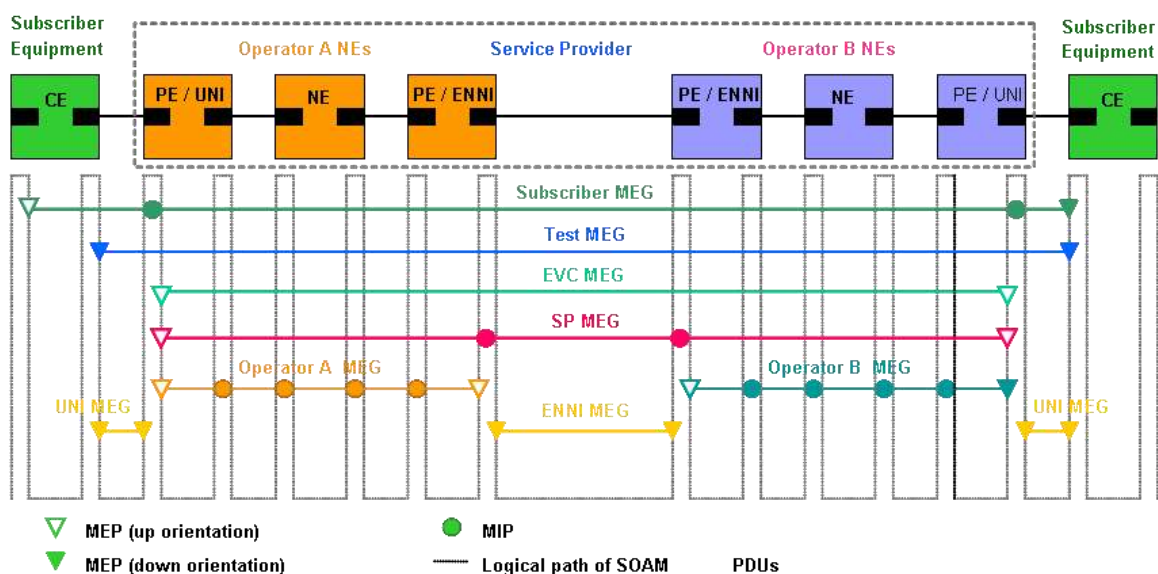 Subscriber
Equipment
Operator A NEs
Service Provider
Operator B NEs
Subscriber
Equipment
CE
PE / UNI
NE
PE / ENNI
PE / ENNI
NE
PE / UNI
CE
Subscriber MEG
Test MEG
EVC MEG
SP MEG
Operator A MEG
Operator B MEG
UNI MEG
ENNI MEG
UNI MEG
MEP (up orientation)
MIP
MEP (down orientation)
Logical path of SOAM PDUs